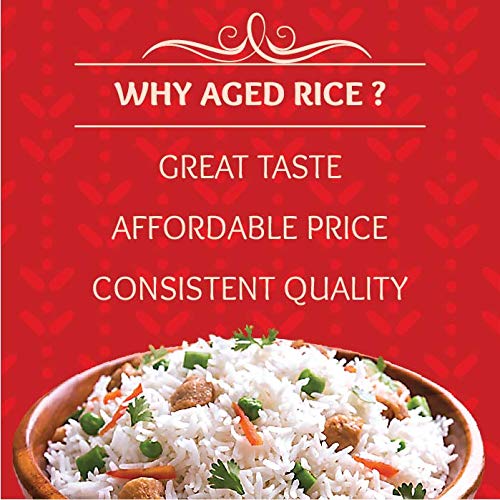 WHY AGED RICE ?
GREAT TASTE
AFFORDABLE PRICE
CONSISTENT QUALITY